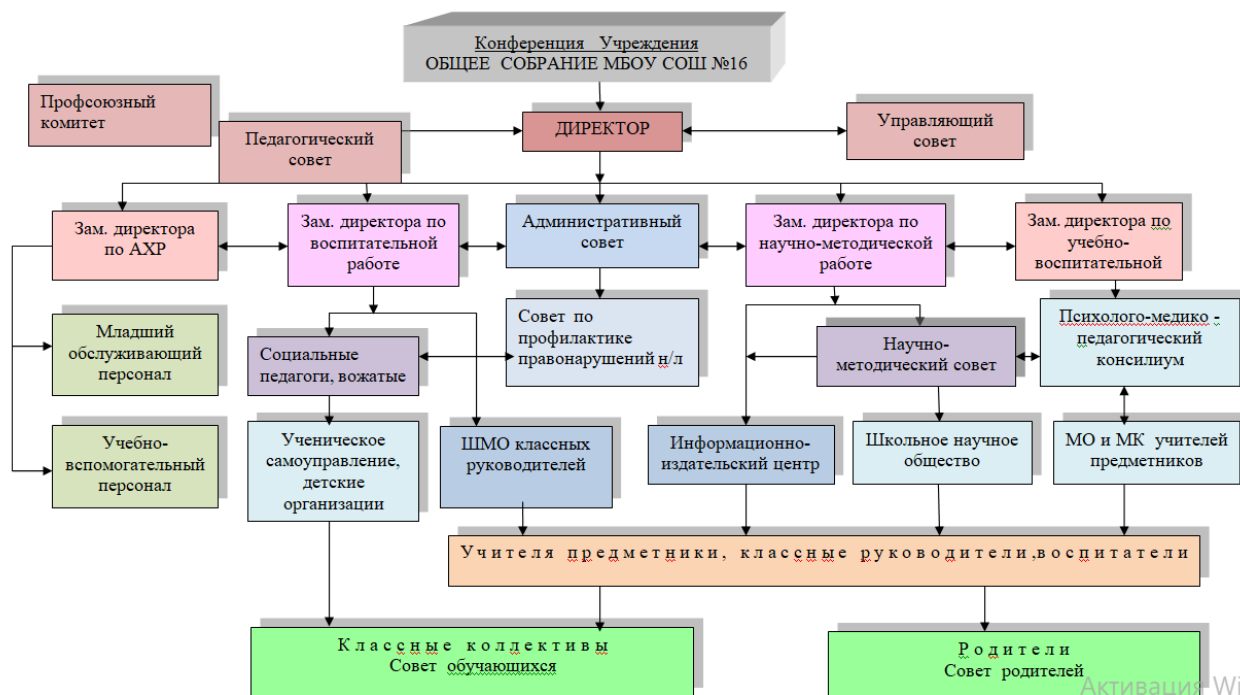 Конференция Учреждения
ОБЩЕЕ СОБРАНИЕ МБОУ СОШ №16
Профсоюзный
комитет
Педагогический
совет
ДИРЕКТОР
Управляющий
совет
Зам. директора
по АХР
Зам. директора по
воспитательной
работе
Административный
совет
Зам. директора по
научно-методической
работе
Зам. директора по
учебно-
воспитательной
Младший
обслуживающий
персонал
Социальные
педагоги, вожатые
Совет по
профилактике
правонарушений н/л
Научно-
методический совет
Психолого-медико -
педагогический
консилиум
Учебно-
вспомогательный
персонал
Ученическое
самоуправление,
детские
организации
ШМО классных
руководителей
Информационно-
издательский центр
Школьное научное
общество
МО и МК учителей
предметников
Учителя предметники, классные руководители,воспитатели
Классные коллективы
Совет обучающихся
Родители
Совет родителей
Активация Wi